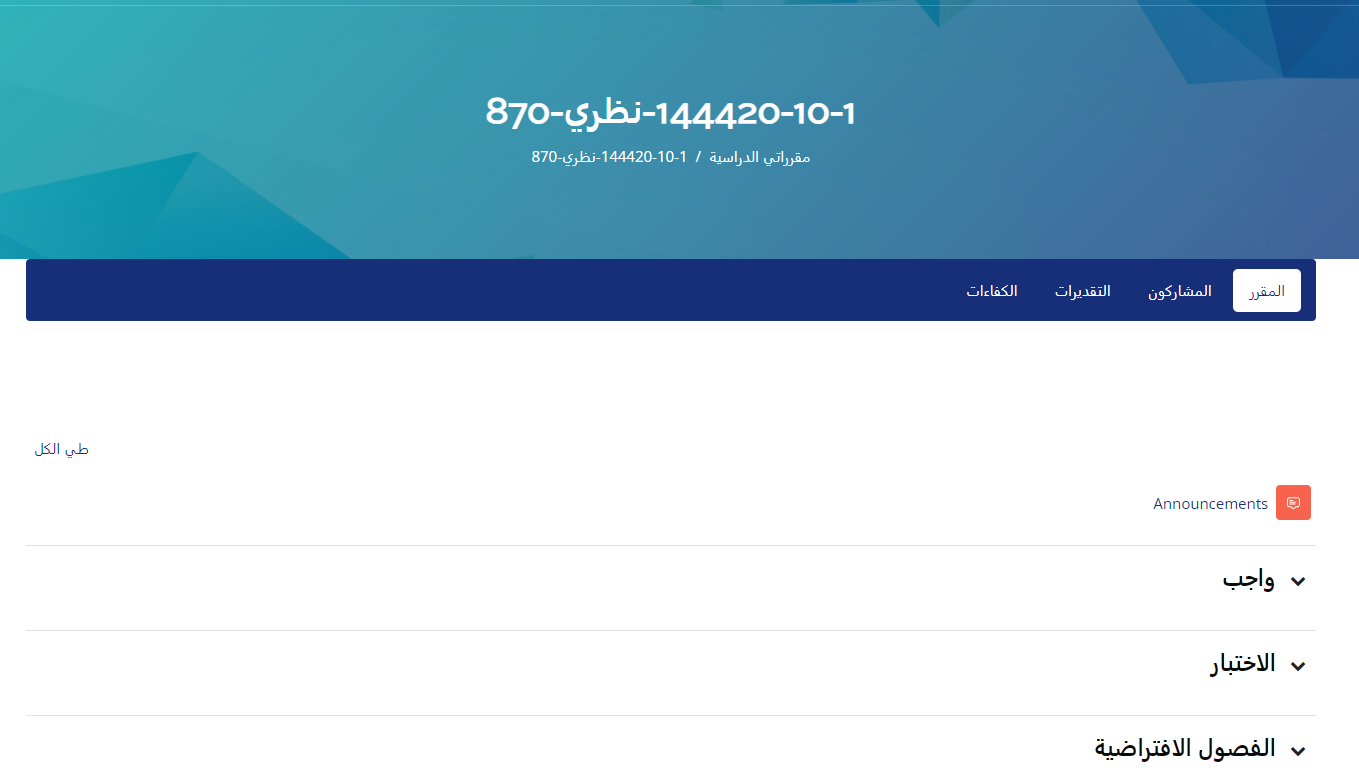 870-نظري-144420-10-1
مقرراتي الدراسية / 870-نظري-144420-10-1
المقرر المشاركون التقديرات الكفاءات
طي الكل
Announcements
واجب
الاختبار
الفصول الافتراضية